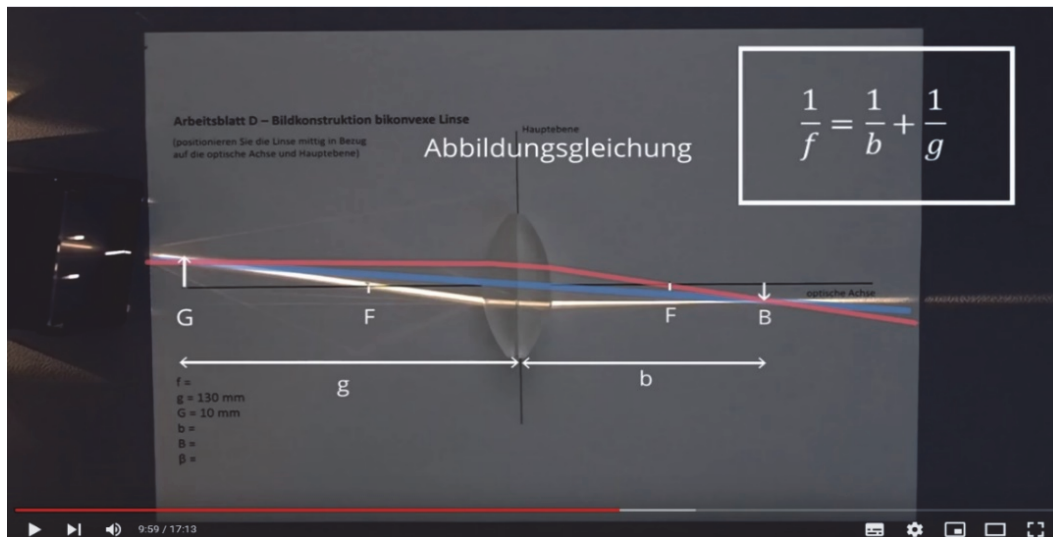 Arbeitsblatt D – Bildkonstruktion bikonvexe Linse
(positionieren Sie die Linse mittig in Bezug
auf die optische Achse und Hauptebene)
Hauptebene
Abbildungsgleichung
1/f = 1/b + 1/g
optische Achse
G
F
F
B
g
b
f =
g = 130 mm
G = 10 mm
b =
B =
β =
9:59 / 17:13